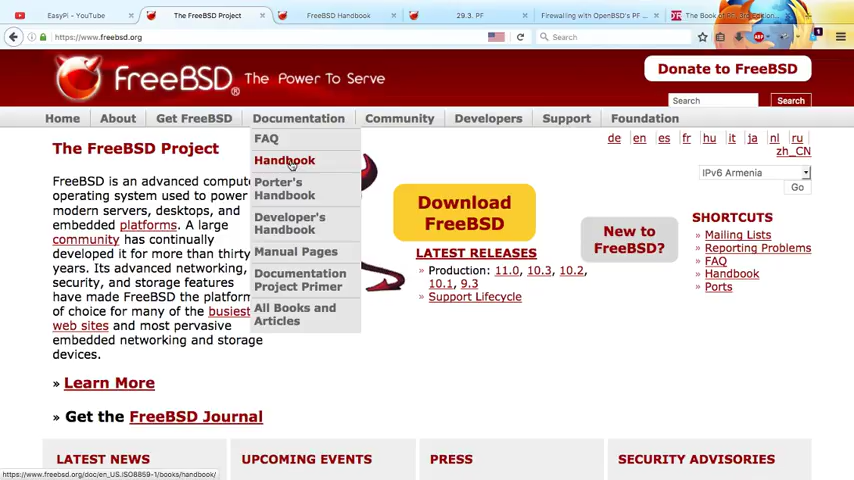 EasyPi - YouTube
The FreeBSD Project
FreeBSD Handbook
29.3. PF
Firewalling with OpenBSD's PF ...
The Book of PF, 3rd Edition...
https://www.freebsd.org
Search
ABP
1
FreeBSD® The Power To Serve
Donate to FreeBSD
Search
Search
Home About Get FreeBSD Documentation Community Developers Support Foundation
FAQ
Handbook
Porter's
Handbook
Developer's
Handbook
Manual Pages
Documentation
Project Primer
All Books and
Articles
de en es fr hu it ja nl ru
zh_CN
IPv6 Armenia
Go
The FreeBSD Project
FreeBSD is an advanced compute
operating system used to power
modern servers, desktops, and
embedded platforms. A large
community has continually
developed it for more than thirty
years. Its advanced networking,
security, and storage features
have made FreeBSD the platform
of choice for many of the busiest
web sites and most pervasive
embedded networking and storage
devices.
» Learn More
» Get the FreeBSD Journal
Download
FreeBSD
LATEST RELEASES
» Production: 11.0, 10.3, 10.2,
10.1, 9.3
» Support Lifecycle
New to
FreeBSD?
SHORTCUTS
» Mailing Lists
» Reporting Problems
» FAQ
» Handbook
» Ports
LATEST NEWS
UPCOMING EVENTS
PRESS
SECURITY ADVISORIES
https://www.freebsd.org/doc/en_US.ISO8859-1/books/handbook/